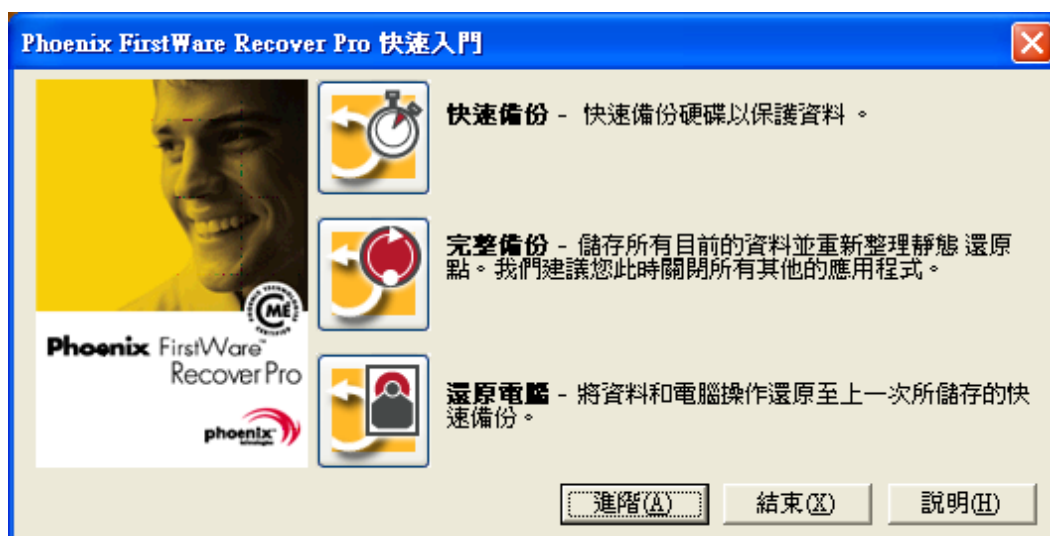 Phoenix FirstWare Recover Pro 快速入門
快速備份 - 快速備份硬碟以保護資料 。
完整備份 - 儲存所有目前的資料並重新整理靜態 還原
點。我們建議您此時關閉所有其他的應用程式。
還原電腦 - 將資料和電腦操作還原至上一次所儲存的快
速備份。
CME
Phoenix FirstWare™
Recover Pro
phoenix
technologies
進階(A)
結束(X)
說明(H)